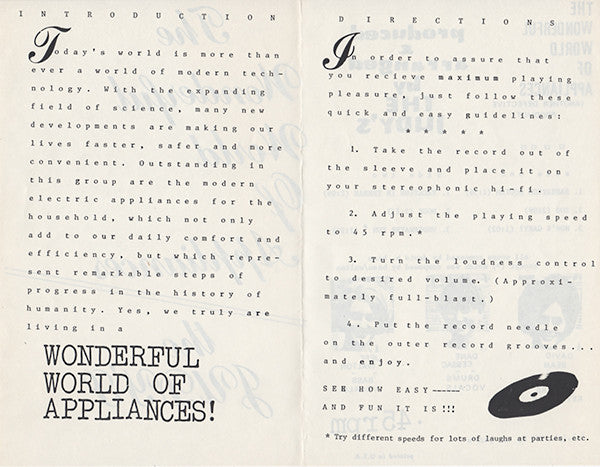 INTRODUCTION
Today's world is more than
ever a world of modern tech-
nology. With the expanding
field of science, many new
developments are making our
lives faster, safer and more
convenient. Outstanding in
this group are the modern
electric appliances for the
household, which not only
add to our daily comfort and
efficiency, but which repre-
sent remarkable steps of
progress in the history of
humanity. Yes, we truly are
living in a
WONDERFUL
WORLD OF
APPLIANCES!
DIRECTIONS
In order to assure that
you recieve maximum playing
pleasure, just follow these
quick and easy guidelines:
* * * * *
1. Take the record out of
the sleeve and place it on
your stereophonic hi-fi.
2. Adjust the playing speed
to 45 rpm.*
3. Turn the loudness control
to desired volume. (Approxi-
mately full-blast.)
4. Put the record needle
on the outer record grooves...
and enjoy.
SEE HOW EASY-----
AND FUN IT IS!!!
* Try different speeds for lots of laughs at parties, etc.